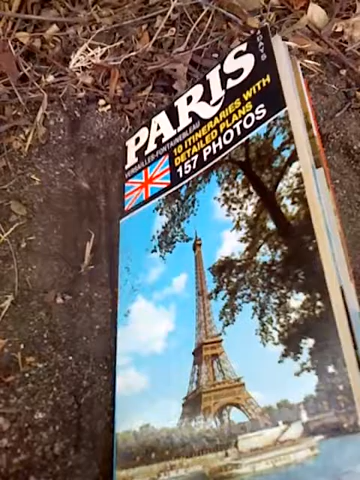 PARIS
VERSAILLES-FONTAINEBLEAU
10 ITINERARIES WITH
DETAILED PLANS
157 PHOTOS